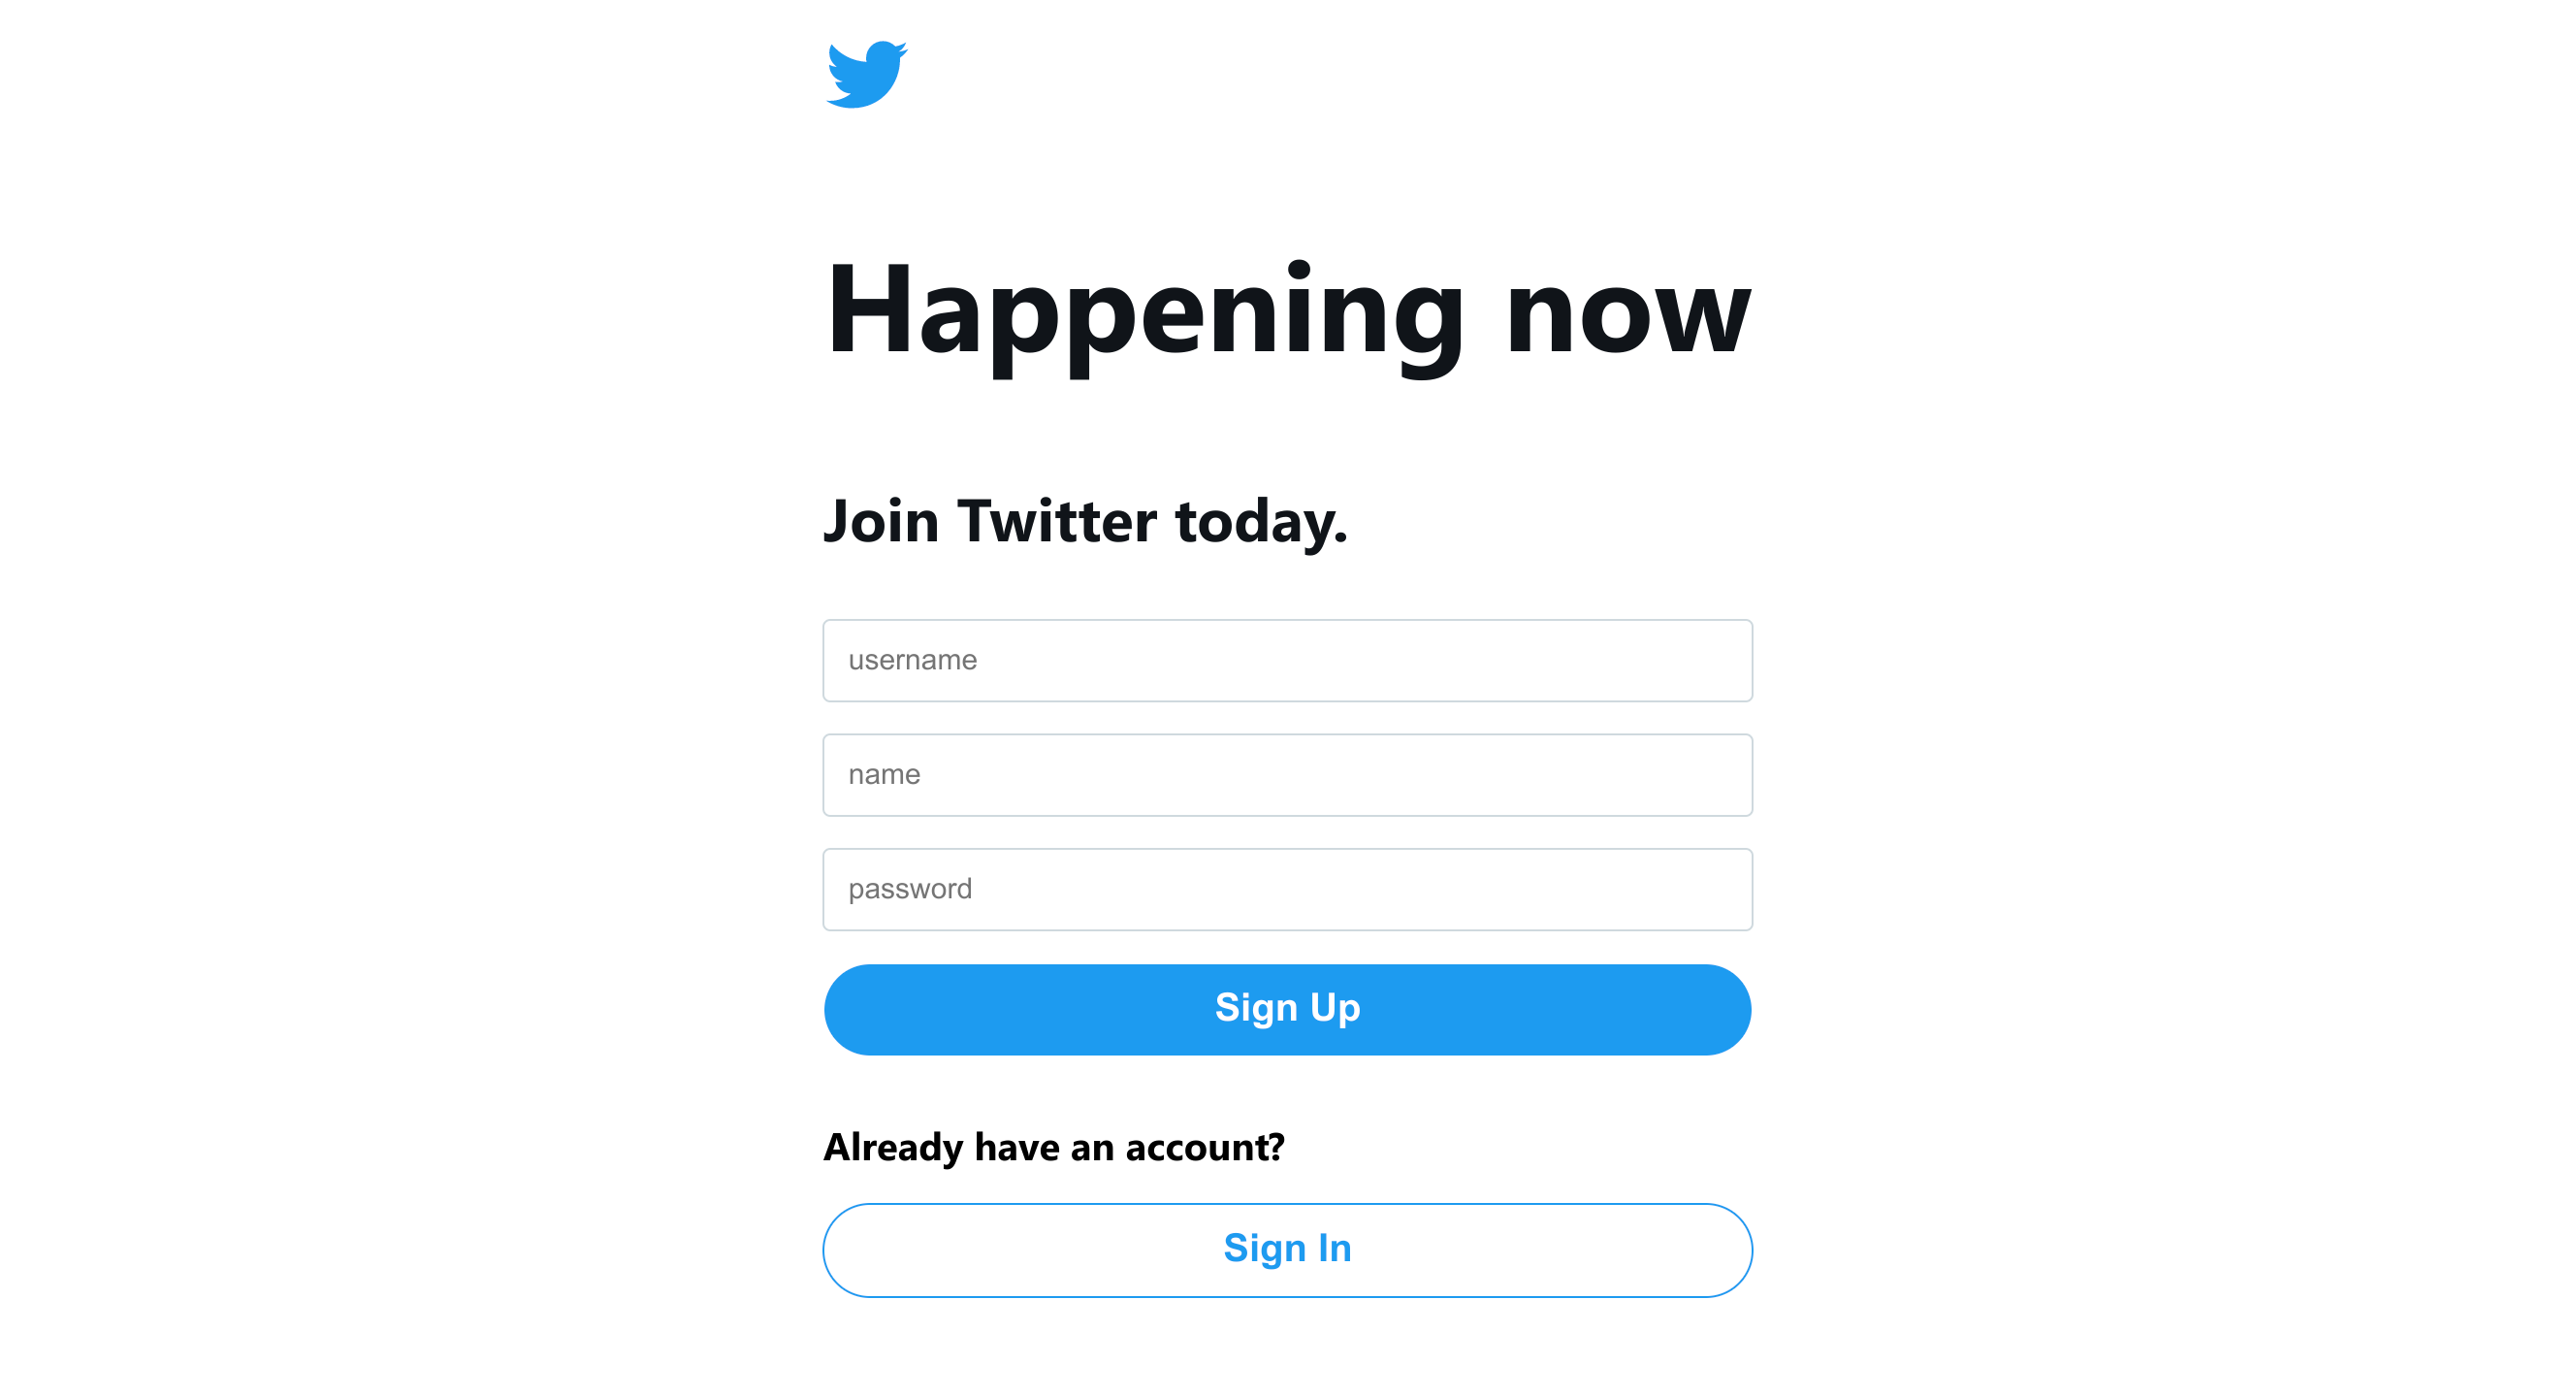 Happening now
Join Twitter today.
username
name
password
Sign Up
Already have an account?
Sign In